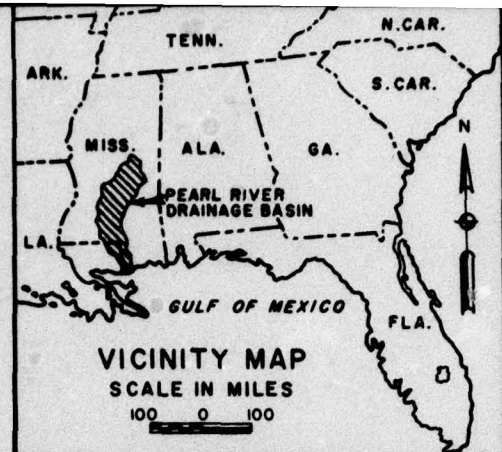 N. CAR.
TENN.
ARK.
S. CAR.
N
MISS.
ALA.
GA.
PEARL RIVER
DRAINAGE BASIN
LA.
GULF OF MEXICO
FLA.
VICINITY MAP
SCALE IN MILES
100 0 100